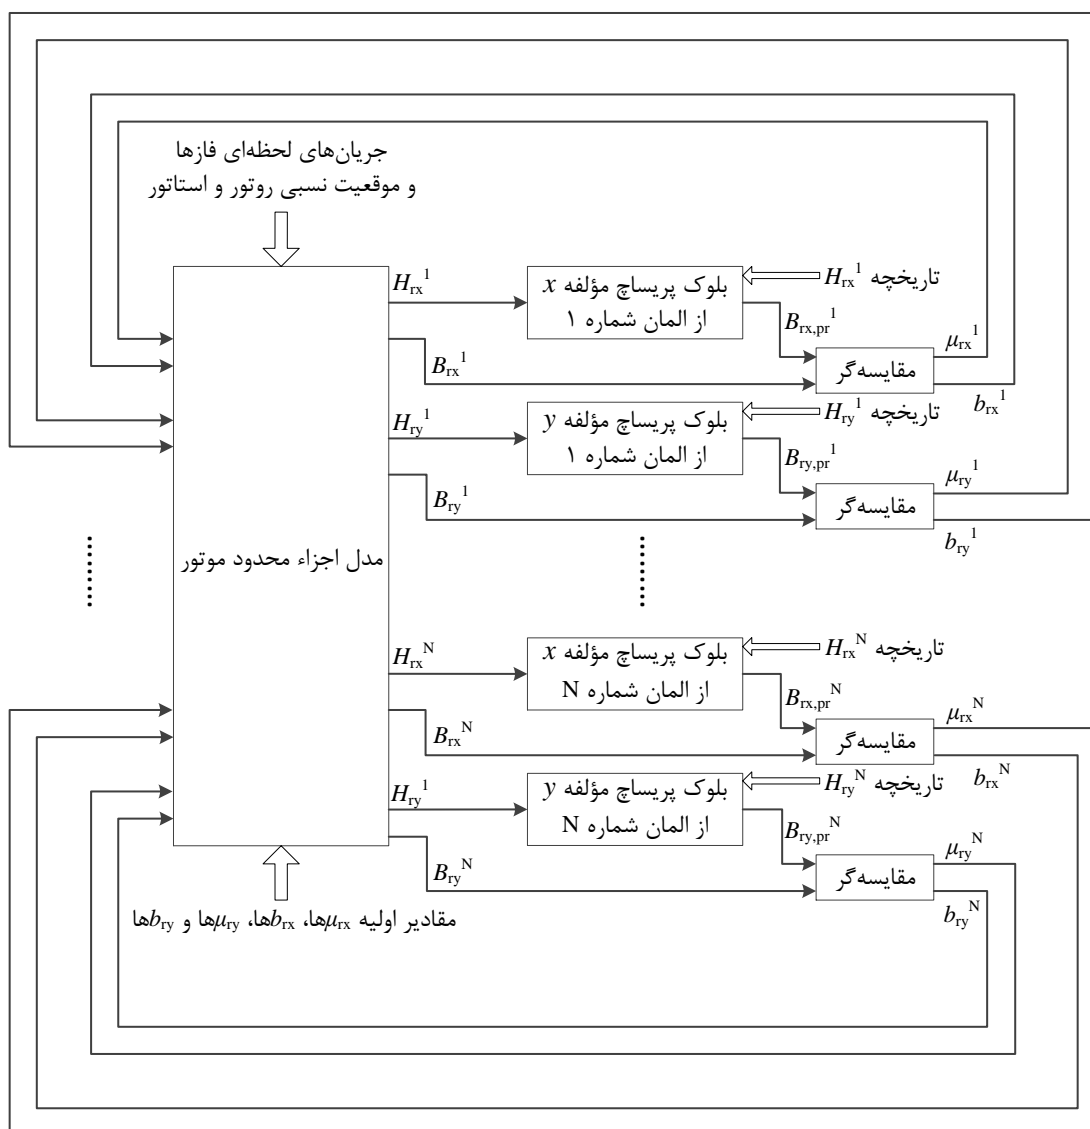 جریان‌های لحظه‌ای فازها
و موقعیت نسبی روتور و استاتور
H_rx^1
بلوک پریساچ مؤلفه x
از المان شماره ۱
تاریخچه H_rx^1
B_rx,pr^1
B_rx^1
مقایسه‌گر
μ_rx^1
b_rx^1
H_ry^1
بلوک پریساچ مؤلفه y
از المان شماره ۱
تاریخچه H_ry^1
B_ry,pr^1
B_ry^1
مقایسه‌گر
μ_ry^1
b_ry^1
مدل اجزاء محدود موتور
H_rx^N
بلوک پریساچ مؤلفه x
از المان شماره N
تاریخچه H_rx^N
B_rx,pr^N
B_rx^N
مقایسه‌گر
μ_rx^N
b_rx^N
H_ry^1
بلوک پریساچ مؤلفه y
از المان شماره N
تاریخچه H_ry^N
B_ry,pr^N
B_ry^N
مقایسه‌گر
μ_ry^N
b_ry^N
مقادیر اولیه μ_rxها، b_rxها، μ_ryها و b_ryها